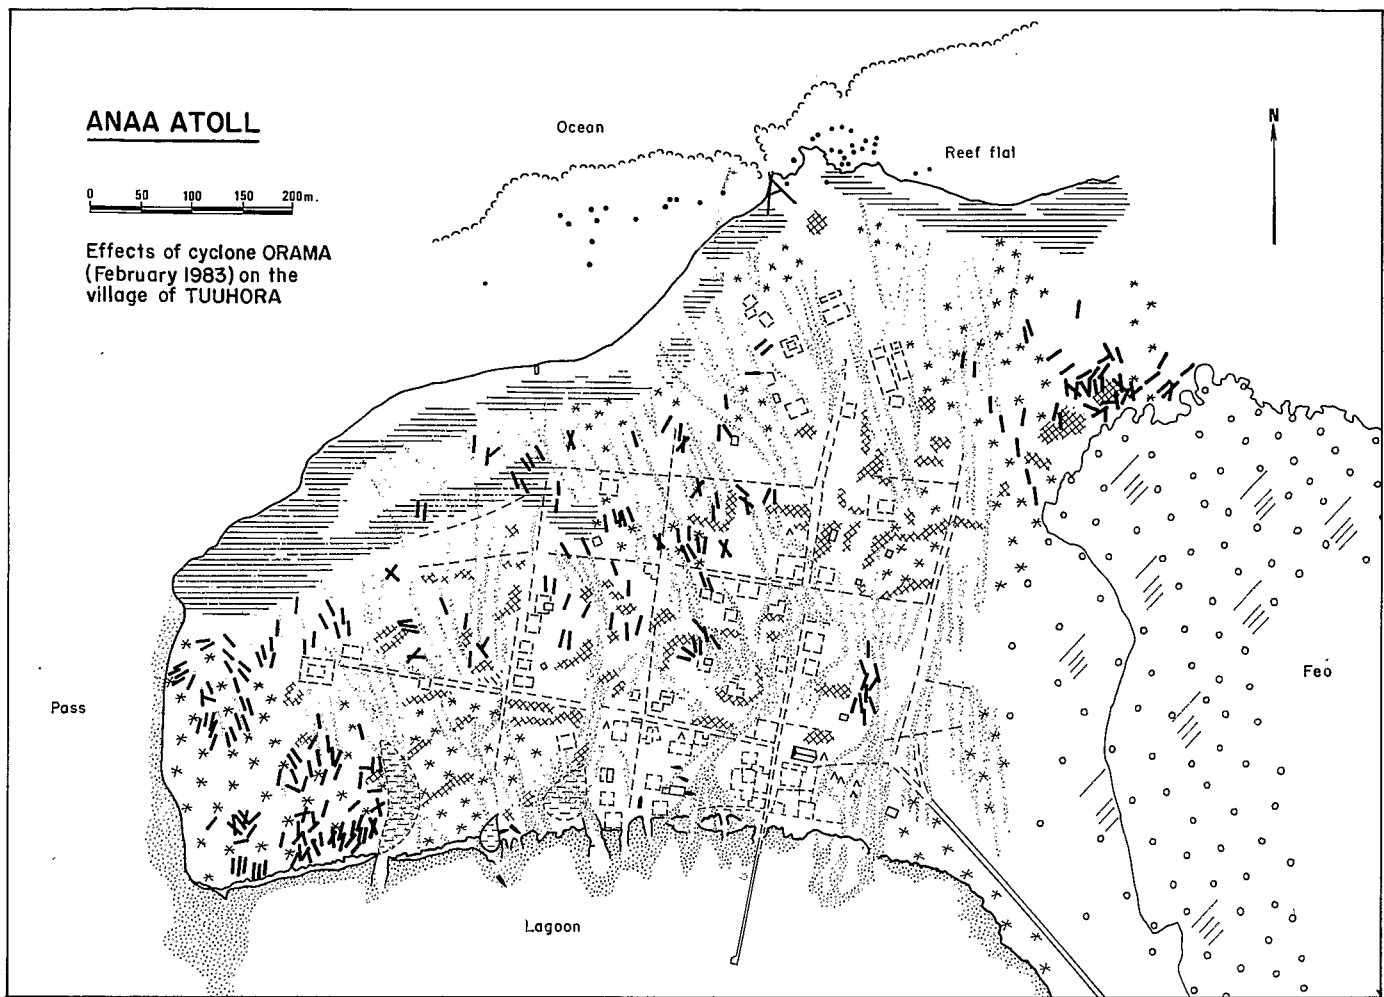 ANAA ATOLL
0 50 100 150 200m.
Effects of cyclone ORAMA
(February 1983) on the
village of TUUHORA
Ocean
Reef flat
N
Pass
Feo
Lagoon